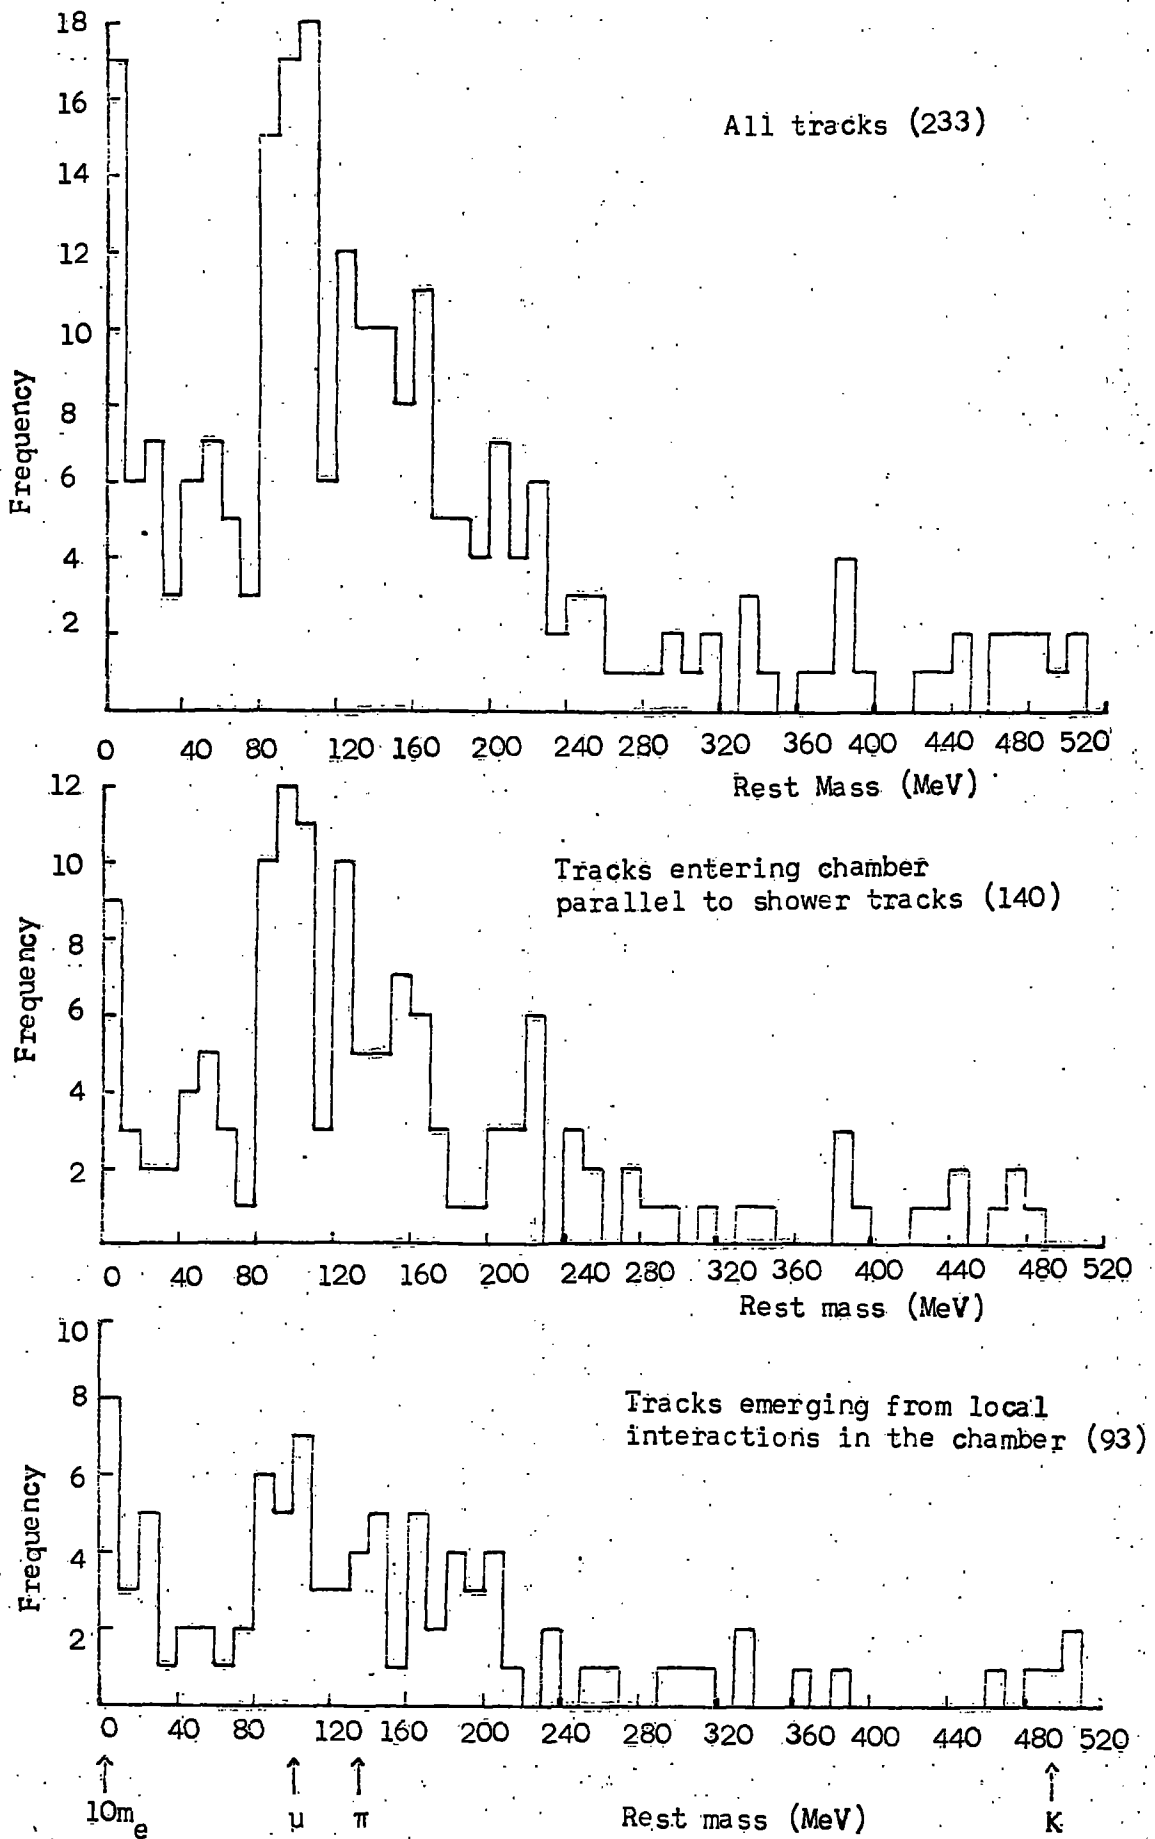 18
16
14
12
10
8
6
4
2
Frequency
All tracks (233)
0 40 80 120 160 200 240 280 320 360 400 440 480 520
Rest Mass (MeV)
12
10
8
6
4
2
Frequency
Tracks entering chamber
parallel to shower tracks (140)
0 40 80 120 160 200 240 280 320 360 400 440 480 520
Rest mass (MeV)
10
8
6
4
2
Frequency
Tracks emerging from local
interactions in the chamber (93)
0 40 80 120 160 200 240 280 320 360 400 440 480 520
10mₑ μ π Rest mass (MeV) K